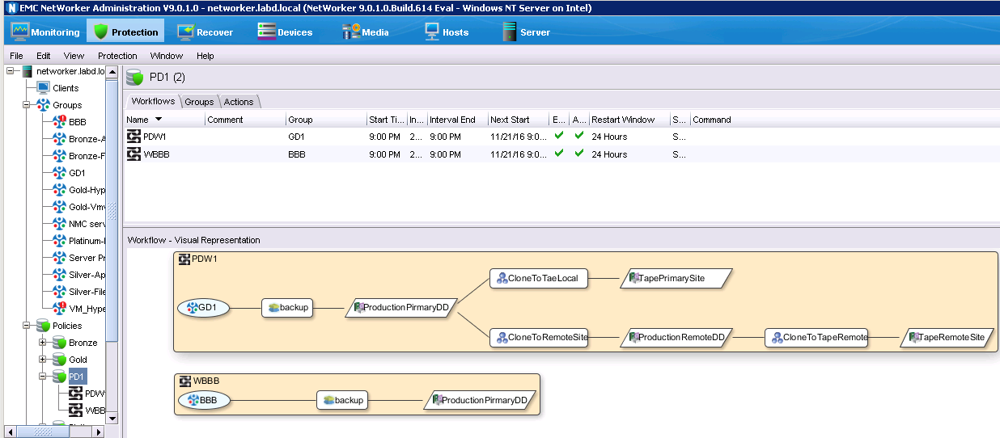 EMC NetWorker Administration V9.0.1.0 - networker.labd.local (NetWorker 9.0.1.0.Build.614 Eval - Windows NT Server on Intel)
Monitoring Protection Recover Devices Media Hosts Server
File Edit View Protection Window Help
networker.labd.lo
Clients
Groups
BBB
Bronze-A
Bronze-F
GD1
Gold-Hyp
Gold-Vmv
NMC serv
Platinum-
Server Pr
Silver-Ap
Silver-File
VM_Hype
Policies
Bronze
Gold
PD1
PDW
WBB
PD1 (2)
Workflows Groups Actions
Name Comment Group Start Ti... In... Interval End Next Start E... A... Restart Window S... Command
PDW1 GD1 9:00 PM 2... 9:00 PM 11/21/16 9:0... 24 Hours S...
WBBB BBB 9:00 PM 2... 9:00 PM 11/21/16 9:0... 24 Hours S...
Workflow - Visual Representation
PDW1
CloneToTaeLocal TapePrimarySite
GD1 backup ProductionPirmaryDD
CloneToRemoteSite ProductionRemoteDD CloneToTapeRemote TapeRemoteSite
WBBB
BBB backup ProductionPirmaryDD